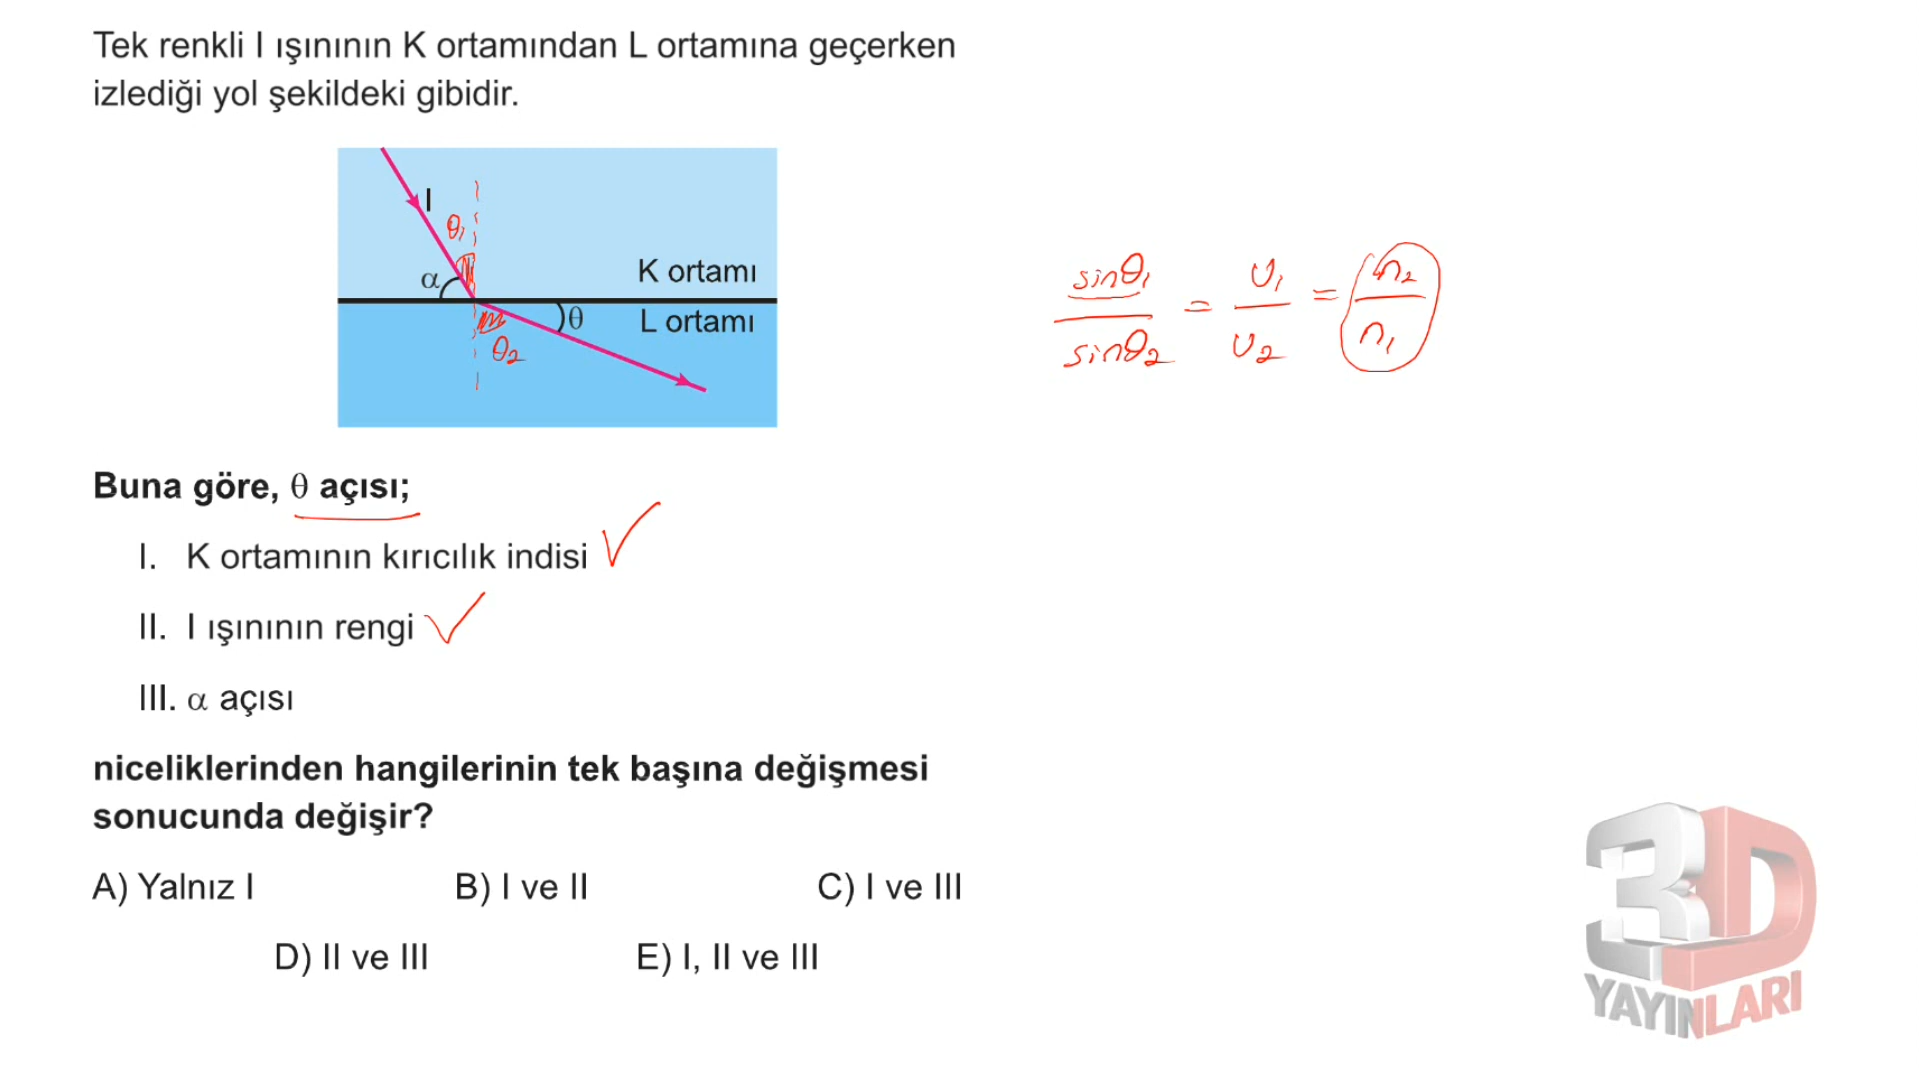 Tek renkli I ışınının K ortamından L ortamına geçerken
izlediği yol şekildeki gibidir.
I
θ₁
α
K ortamı
θ
L ortamı
θ₂
sinθ₁ / sinθ₂ = υ₁ / υ₂ = n₂ / n₁
Buna göre, θ açısı;
I. K ortamının kırıcılık indisi ✓
II. I ışınının rengi ✓
III. α açısı
niceliklerinden hangilerinin tek başına değişmesi
sonucunda değişir?
A) Yalnız I B) I ve II C) I ve III
D) II ve III E) I, II ve III
3D
YAYINLARI